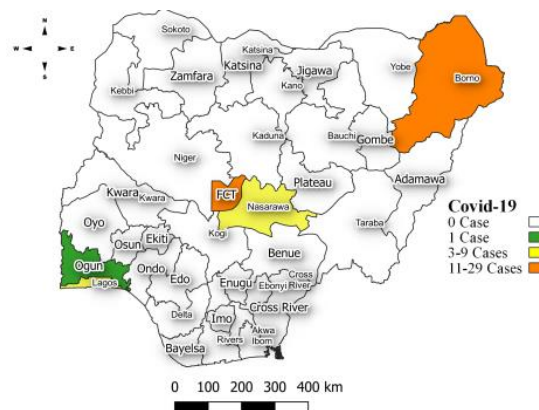 N
W E
S
Sokoto
Katsina
Katsina
Zamfara
Jigawa
Yobe
Borno
Kebbi
Kano
Kaduna
Bauchi
Gombe
Niger
Plateau
Adamawa
FCT
Nasarawa
Kwara
Kwara
Oyo
Kogi
Taraba
Osun
Ekiti
Benue
Ogun
Ondo
Edo
Lagos
Enugu
Ebonyi
Cross
River
Delta
Imo
Cross River
Bayelsa
Rivers
Akwa
Ibom
Covid-19
0 Case
1 Case
3-9 Cases
11-29 Cases
0 100 200 300 400 km